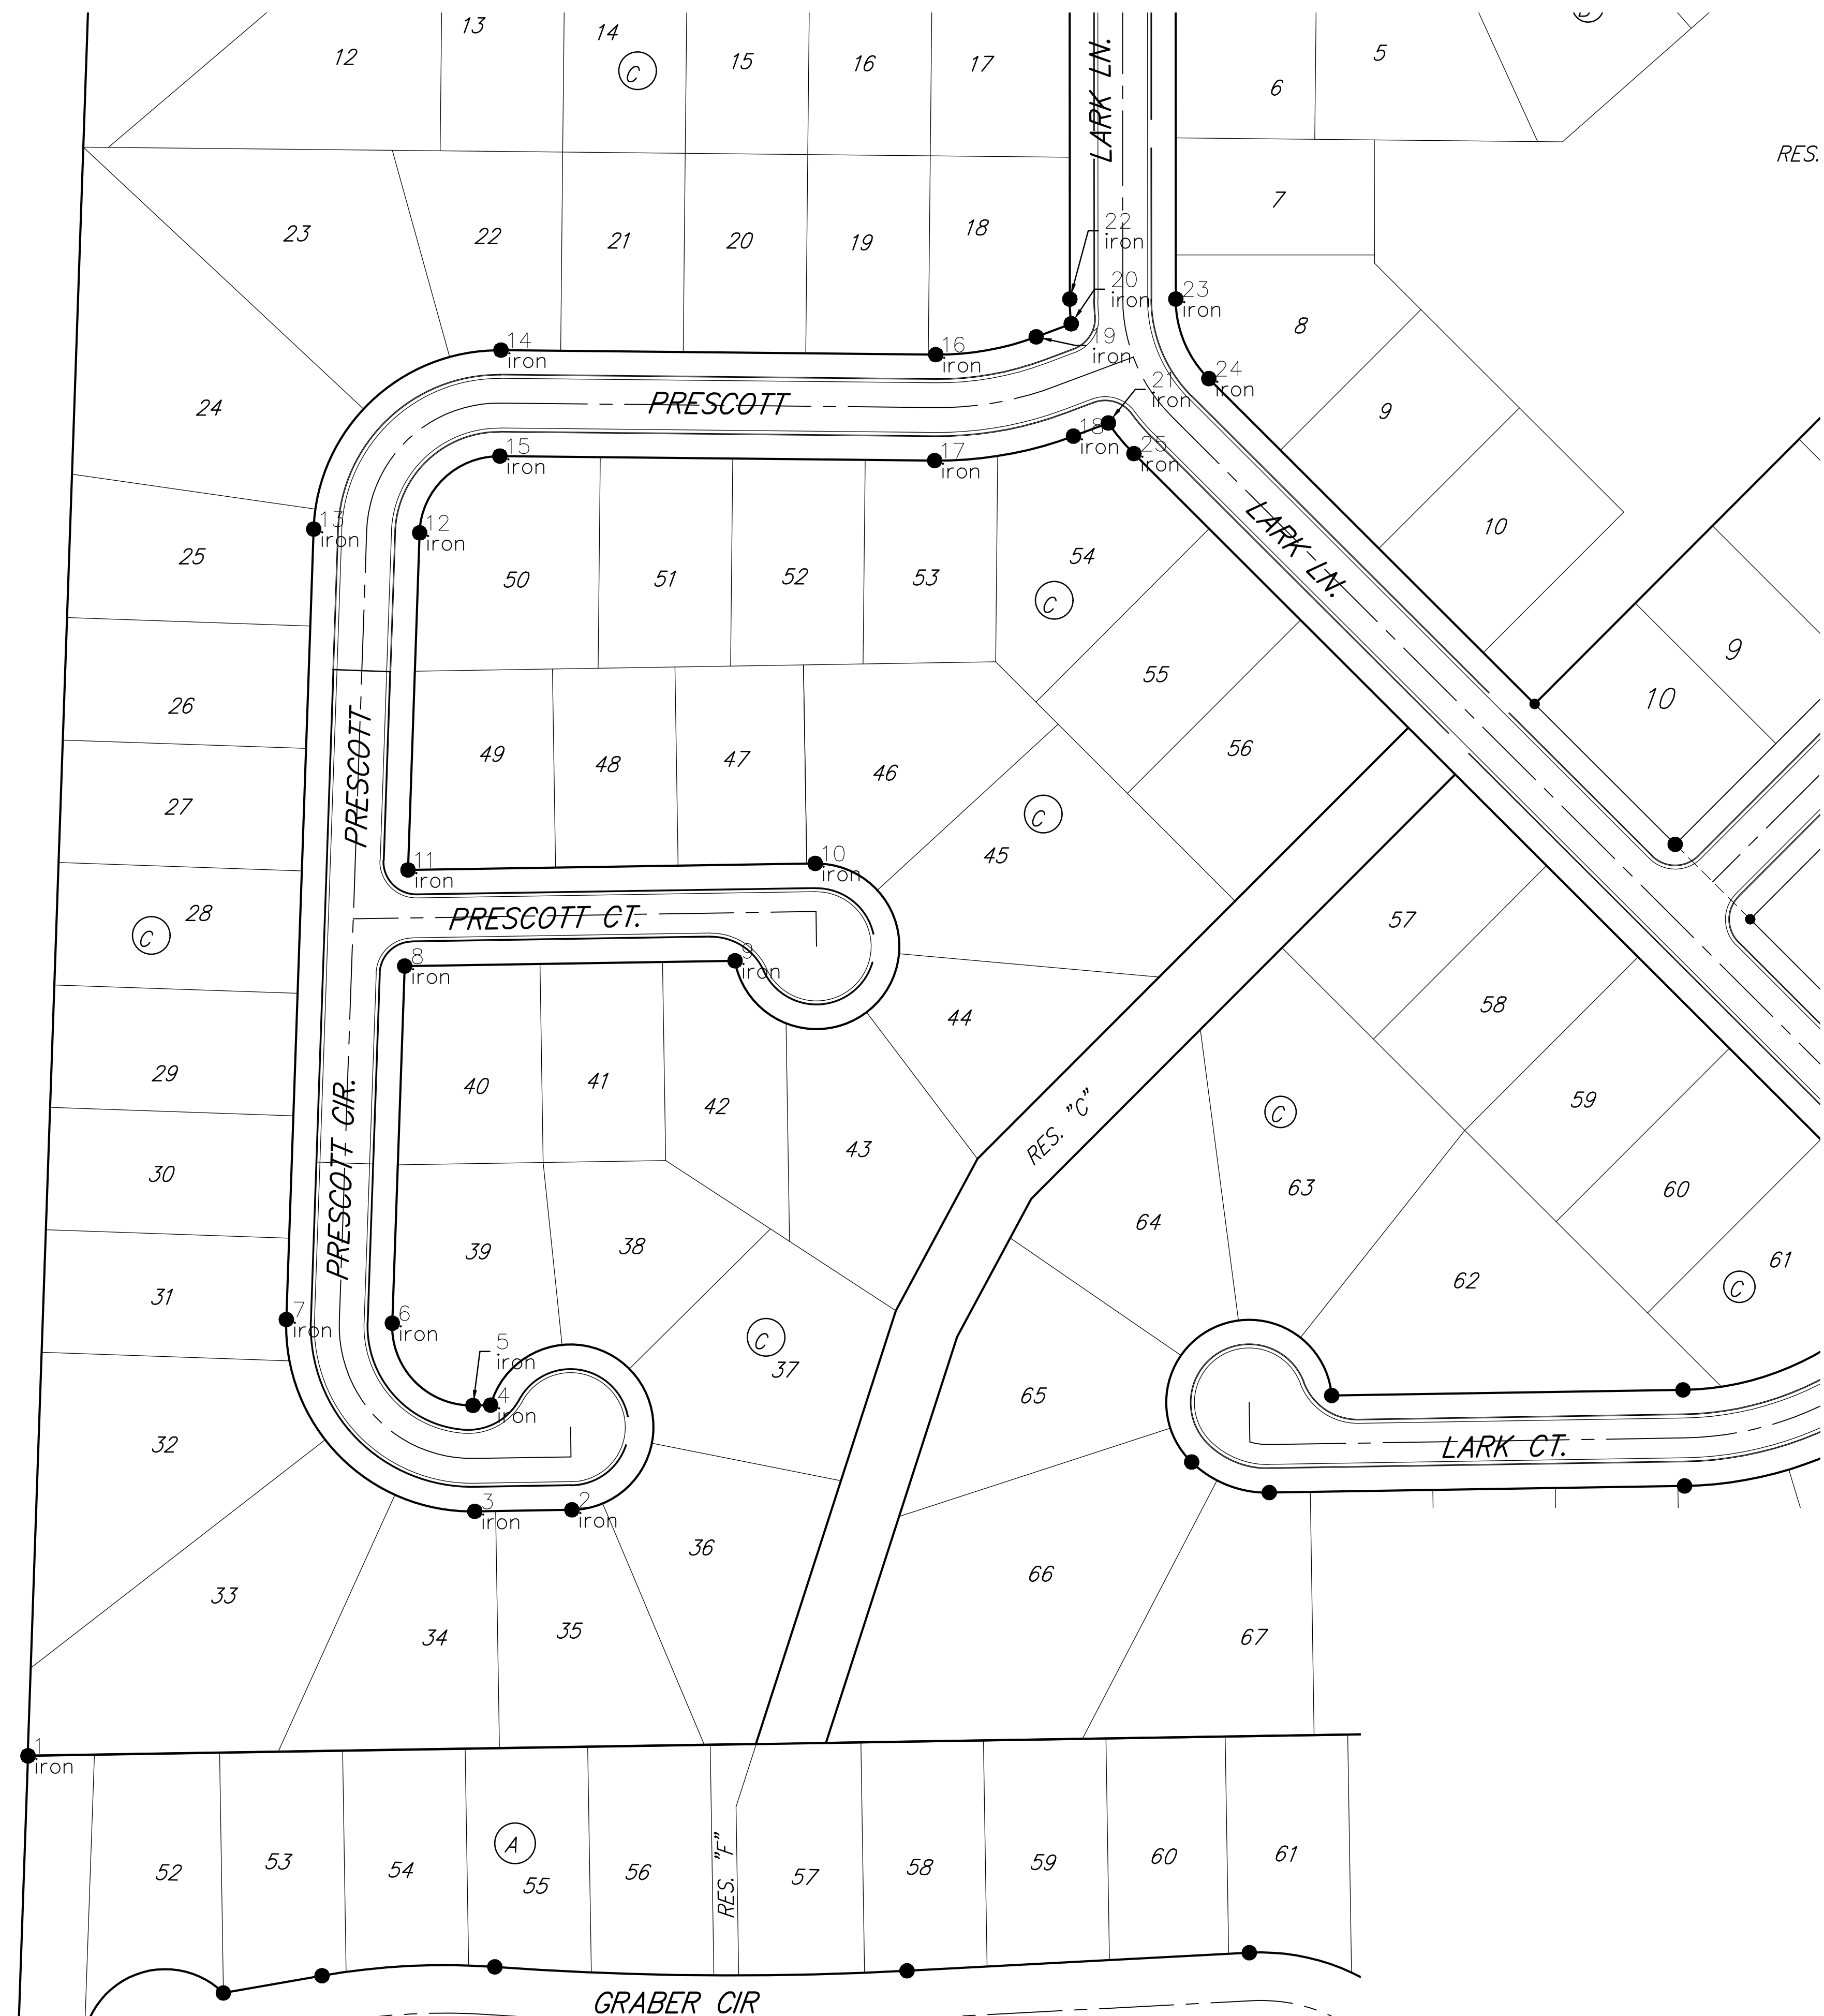 13
14
12
C
15
16
17
LARK LN.
5
6
RES.
7
23
22
21
20
19
18
22
iron
20
iron
23
iron
8
14
iron
16
iron
19
iron
24
iron
24
PRESCOTT
21
iron
9
15
iron
17
iron
18
iron
25
iron
13
iron
12
iron
LARK LN.
10
25
50
51
52
53
54
C
9
10
26
PRESCOTT
49
48
47
46
55
56
27
C
45
11
iron
10
iron
28
C
PRESCOTT CT.
57
8
iron
9
iron
58
44
29
40
41
42
43
RES. "C"
C
59
30
PRESCOTT CIR.
39
38
64
63
60
61
31
7
iron
6
iron
5
iron
C
37
62
C
4
iron
65
32
LARK CT.
3
iron
2
iron
36
66
33
34
35
67
1
iron
52
53
54
A
55
56
RES. "F"
57
58
59
60
61
GRABER CIR